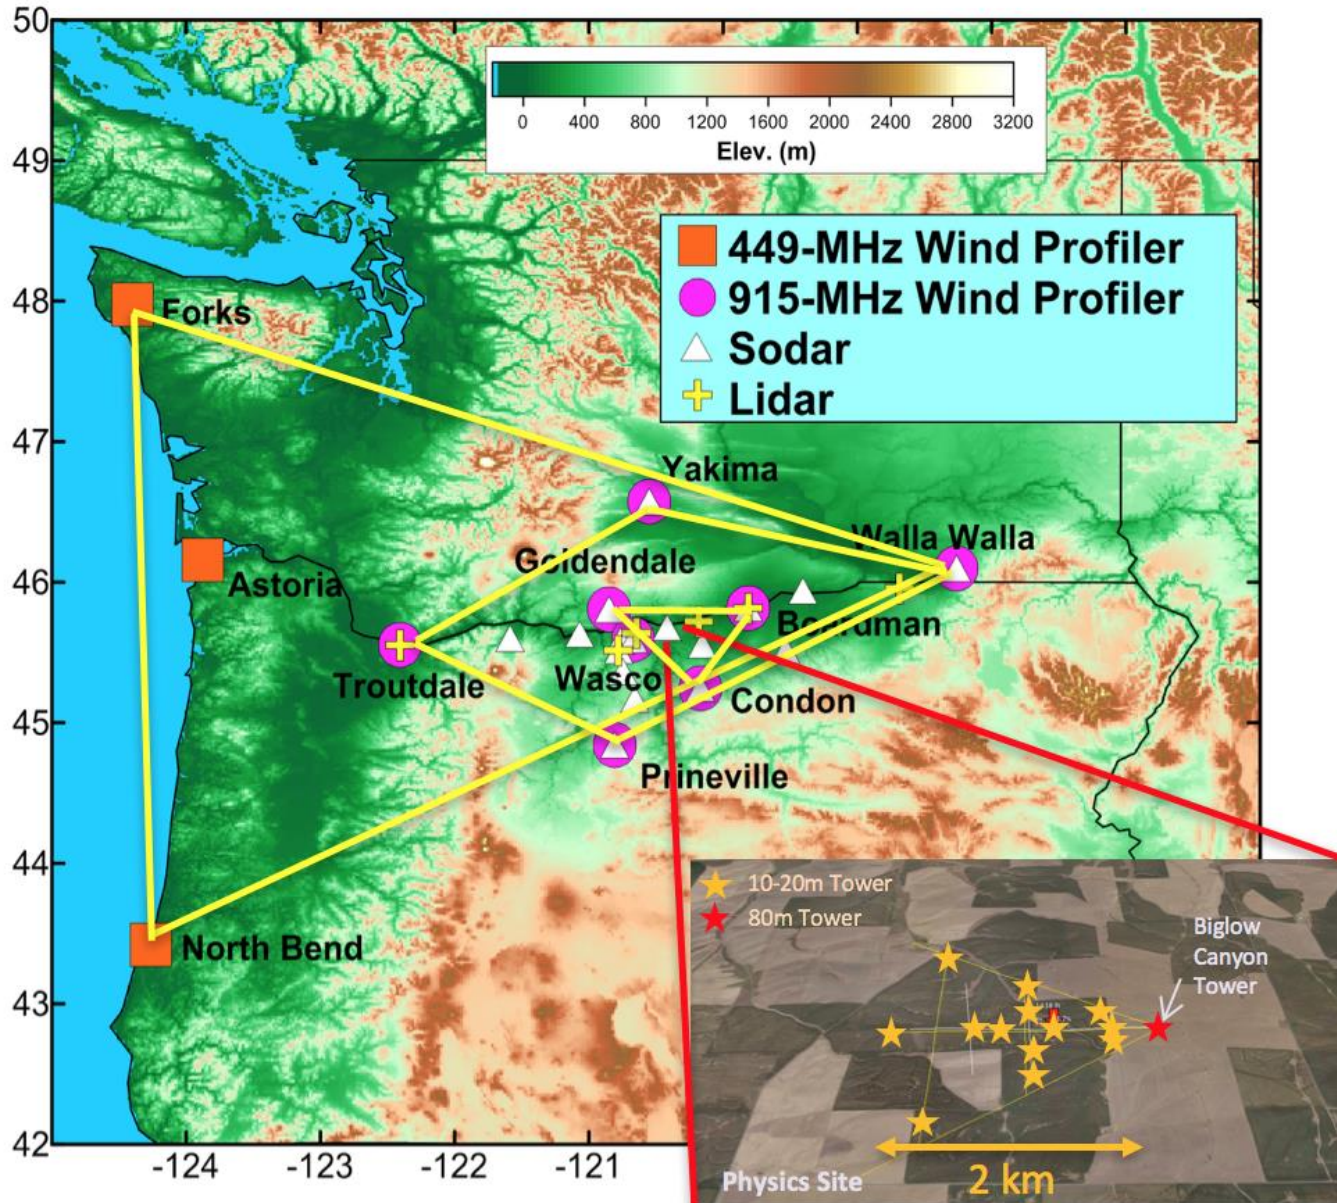 50
49
48
47
46
45
44
43
42
0 400 800 1200 1600 2000 2400 2800 3200
Elev. (m)
449-MHz Wind Profiler
915-MHz Wind Profiler
Sodar
Lidar
Forks
Yakima
Walla Walla
Goldendale
Astoria
Boardman
Troutdale
Wasco
Condon
Prineville
North Bend
10-20m Tower
80m Tower
Biglow
Canyon
Tower
2 km
Physics Site
-124 -123 -122 -121